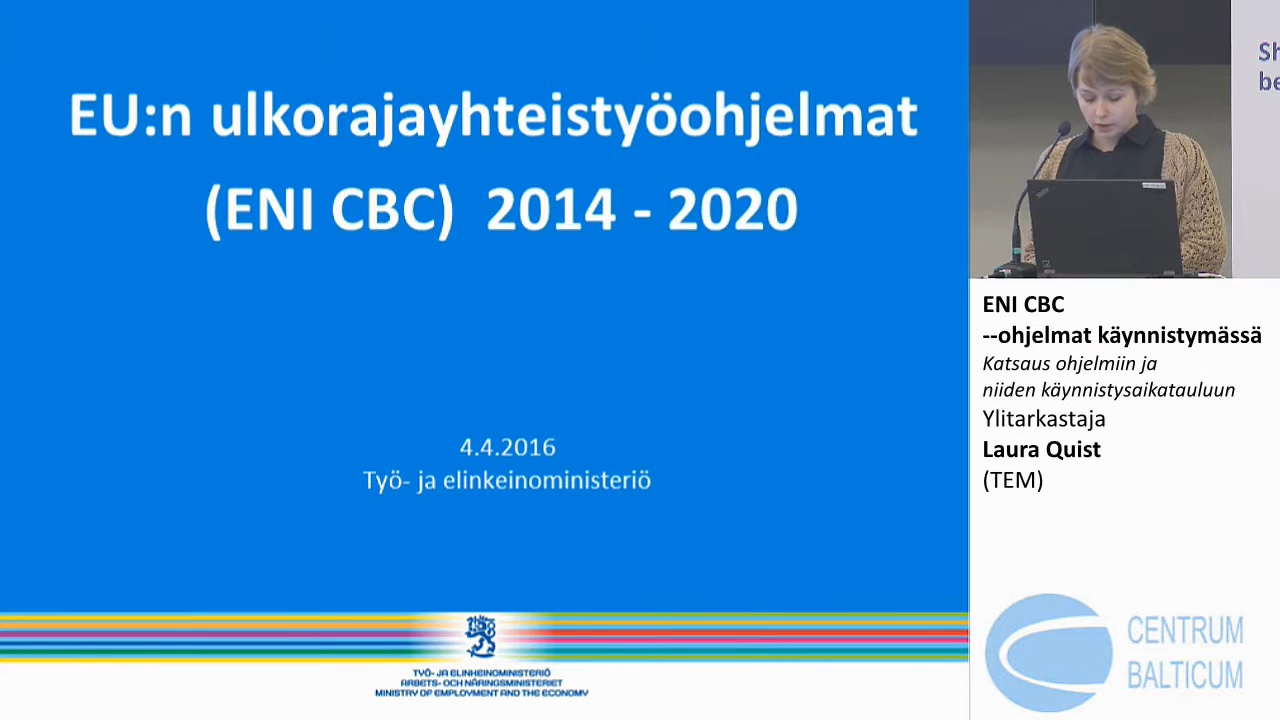 EU:n ulkorajayhteistyöohjelmat
(ENI CBC) 2014 - 2020
4.4.2016
Työ- ja elinkeinoministeriö
TYÖ- JA ELINKEINOMINISTERIÖ
ARBETS- OCH NÄRINGSMINISTERIET
MINISTRY OF EMPLOYMENT AND THE ECONOMY
ENI CBC
--ohjelmat käynnistymässä
Katsaus ohjelmiin ja
niiden käynnistysaikatauluun
Ylitarkastaja
Laura Quist
(TEM)
CENTRUM
BALTICUM